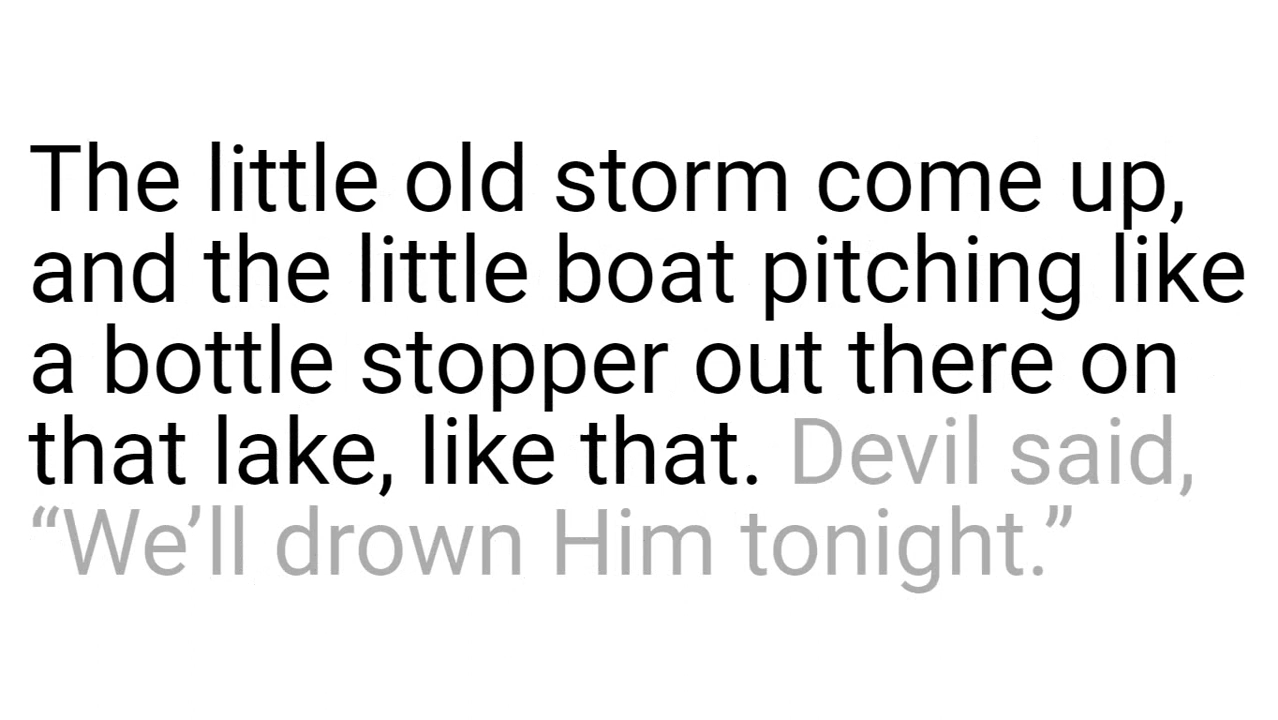 The little old storm come up,
and the little boat pitching like
a bottle stopper out there on
that lake, like that. Devil said,
“We’ll drown Him tonight.”